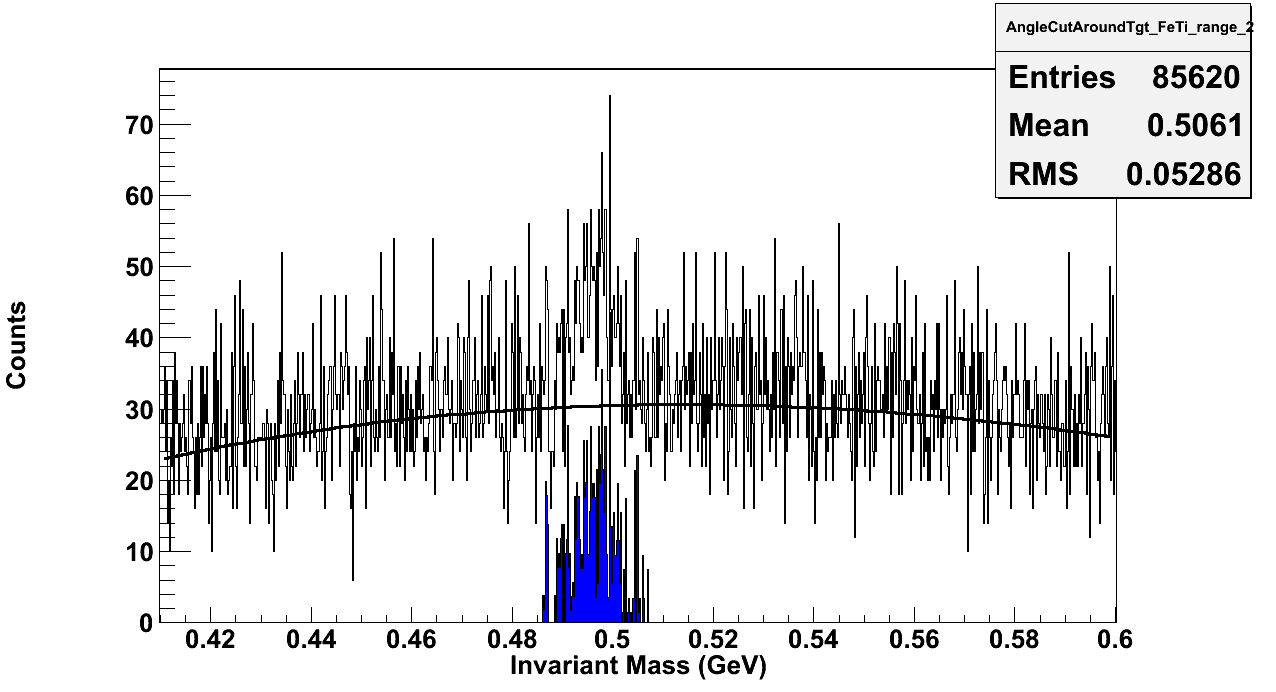 AngleCutAroundTgt_FeTi_range_2
Entries 85620
Mean 0.5061
RMS 0.05286
Counts
70
60
50
40
30
20
10
0
0.42 0.44 0.46 0.48 0.5 0.52 0.54 0.56 0.58 0.6
Invariant Mass (GeV)